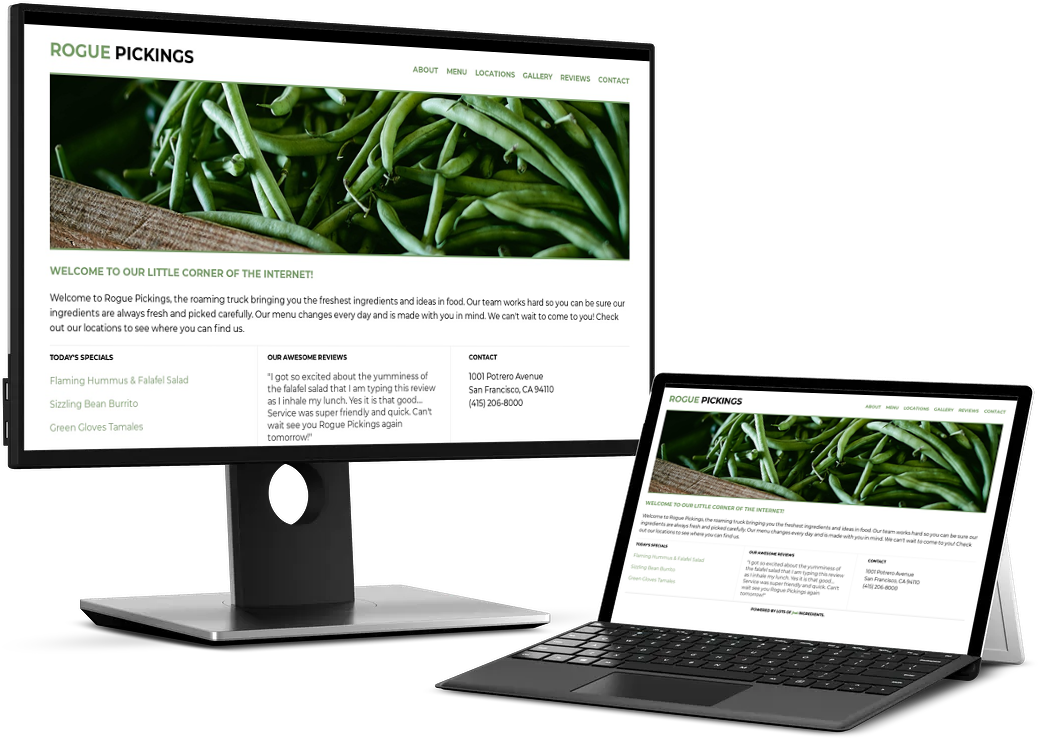 ROGUE PICKINGS
ABOUT MENU LOCATIONS GALLERY REVIEWS CONTACT
WELCOME TO OUR LITTLE CORNER OF THE INTERNET!
Welcome to Rogue Pickings, the roaming truck bringing you the freshest ingredients and ideas in food. Our team works hard so you can be sure our
ingredients are always fresh and picked carefully. Our menu changes every day and is made with you in mind. We can't wait to come to you! Check
out our locations to see where you can find us.
TODAY'S SPECIALS
Flaming Hummus & Falafel Salad
Sizzling Bean Burrito
Green Gloves Tamales
OUR AWESOME REVIEWS
"I got so excited about the yumminess of
the falafel salad that I am typing this review
as I inhale my lunch. Yes it is that good...
Service was super friendly and quick. Can't
wait see you Rogue Pickings again
tomorrow!"
CONTACT
1001 Potrero Avenue
San Francisco, CA 94110
(415) 206-8000
ROGUE PICKINGS
ABOUT MENU LOCATIONS GALLERY REVIEWS CONTACT
WELCOME TO OUR LITTLE CORNER OF THE INTERNET!
Welcome to Rogue Pickings, the roaming truck bringing you the freshest ingredients and ideas in food. Our team works hard so you can be sure our
ingredients are always fresh and picked carefully. Our menu changes every day and is made with you in mind. We can't wait to come to you! Check
out our locations to see where you can find us.
TODAY'S SPECIALS
Flaming Hummus & Falafel Salad
Sizzling Bean Burrito
Green Gloves Tamales
OUR AWESOME REVIEWS
"I got so excited about the yumminess of
the falafel salad that I am typing this review
as I inhale my lunch. Yes it is that good...
Service was super friendly and quick. Can't
wait see you Rogue Pickings again
tomorrow!"
CONTACT
1001 Potrero Avenue
San Francisco, CA 94110
(415) 206-8000
POWERED BY LOTS OF INGREDIENTS.